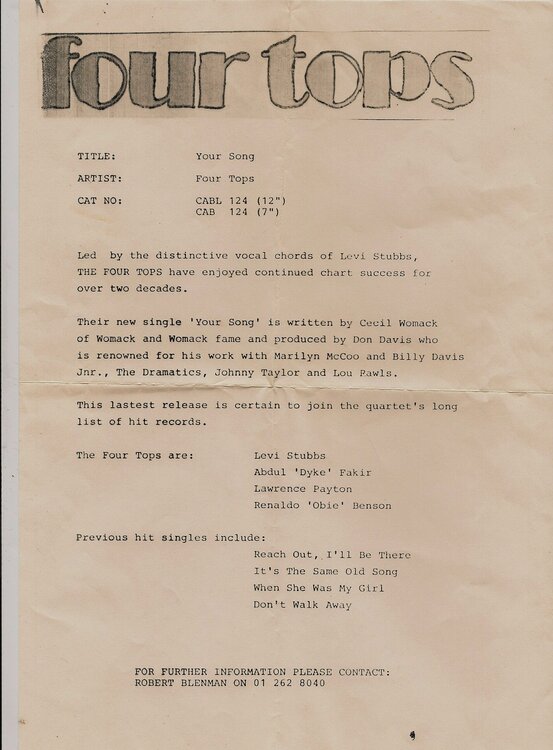 four tops
TITLE: Your Song
ARTIST: Four Tops
CAT NO: CABL 124 (12")
CAB 124 (7")
Led by the distinctive vocal chords of Levi Stubbs,
THE FOUR TOPS have enjoyed continued chart success for
over two decades.
Their new single 'Your Song' is written by Cecil Womack
of Womack and Womack fame and produced by Don Davis who
is renowned for his work with Marilyn McCoo and Billy Davis
Jnr., The Dramatics, Johnny Taylor and Lou Rawls.
This lastest release is certain to join the quartet's long
list of hit records.
The Four Tops are: Levi Stubbs
Abdul 'Dyke' Fakir
Lawrence Payton
Renaldo 'Obie' Benson
Previous hit singles include:
Reach Out, I'll Be There
It's The Same Old Song
When She Was My Girl
Don't Walk Away
FOR FURTHER INFORMATION PLEASE CONTACT:
ROBERT BLENMAN ON 01 262 8040